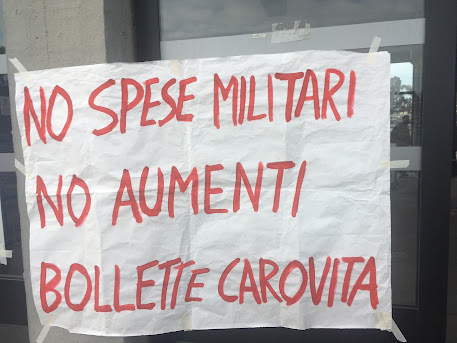 NO SPESE MILITARI
NO AUMENTI
BOLLETTE CAROVITA